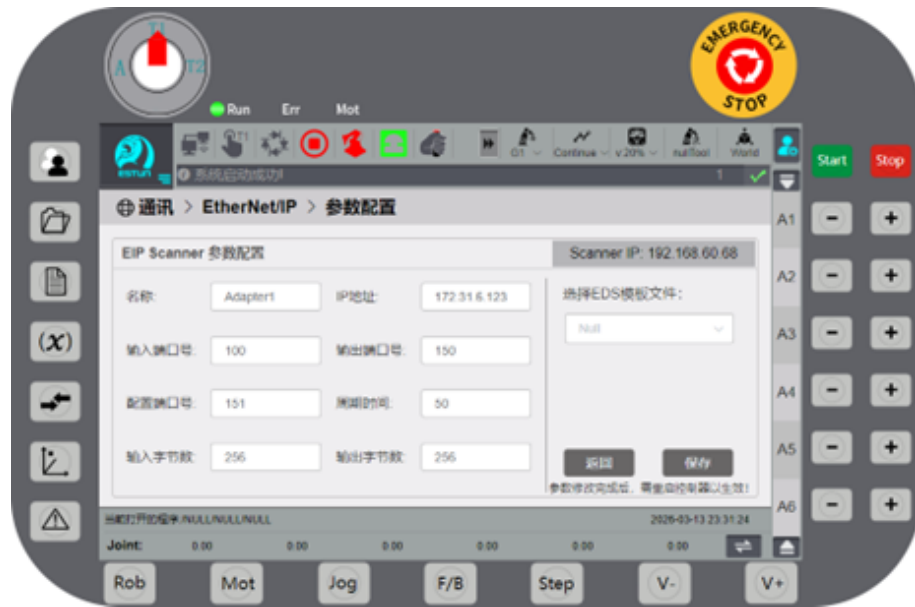 T1
A
T2
EMERGENCY
STOP
Run Err Mot
ESTUN
G1 Continue v:20% nullTool World
系统启动成功! 1
Start Stop
通讯 > EtherNet/IP > 参数配置
EIP Scanner 参数配置
Scanner IP: 192.168.60.68
名称: Adapter1 IP地址: 172.31.6.123
选择EDS模板文件:
Null
输入端口号: 100 输出端口号: 150
配置端口号: 151 周期时间: 50
输入字节数: 256 输出字节数: 256
返回 保存
参数修改完成后，需重启控制器以生效!
A1 - +
A2 - +
A3 - +
A4 - +
A5 - +
A6 - +
(x)
当前打开的程序:/NULL/NULL/NULL 2026-03-13 23:31:24
Joint: 0.00 0.00 0.00 0.00 0.00 0.00
Rob Mot Jog F/B Step V- V+